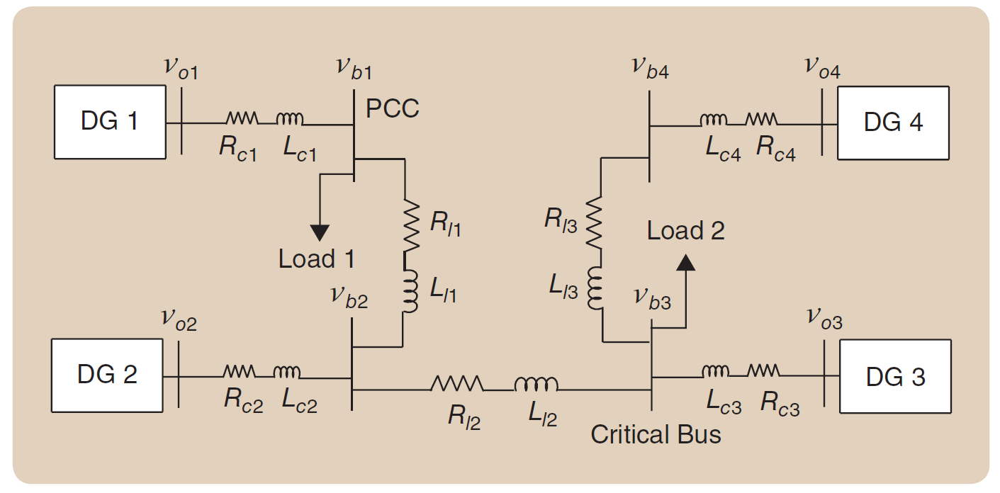 v_o1
v_b1
v_b4
v_o4
DG 1
PCC
DG 4
R_c1
L_c1
L_c4
R_c4
R_l1
R_l3
Load 2
Load 1
L_l1
L_l3
v_b2
v_b3
v_o2
v_o3
DG 2
DG 3
R_c2
L_c2
L_c3
R_c3
R_l2
L_l2
Critical Bus